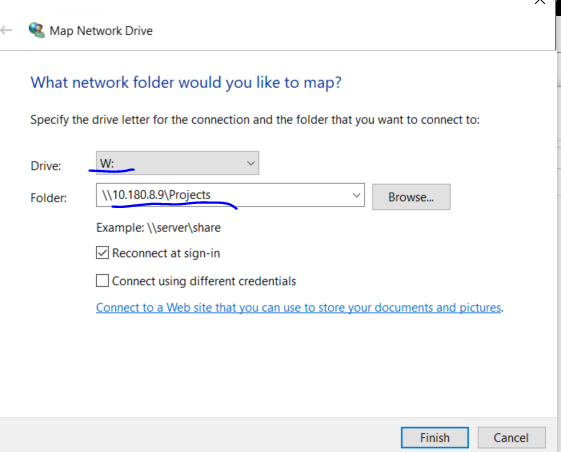 Map Network Drive
What network folder would you like to map?
Specify the drive letter for the connection and the folder that you want to connect to:
Drive: W:
Folder: \\10.180.8.9\Projects Browse...
Example: \\server\share
Reconnect at sign-in
Connect using different credentials
Connect to a Web site that you can use to store your documents and pictures.
Finish Cancel